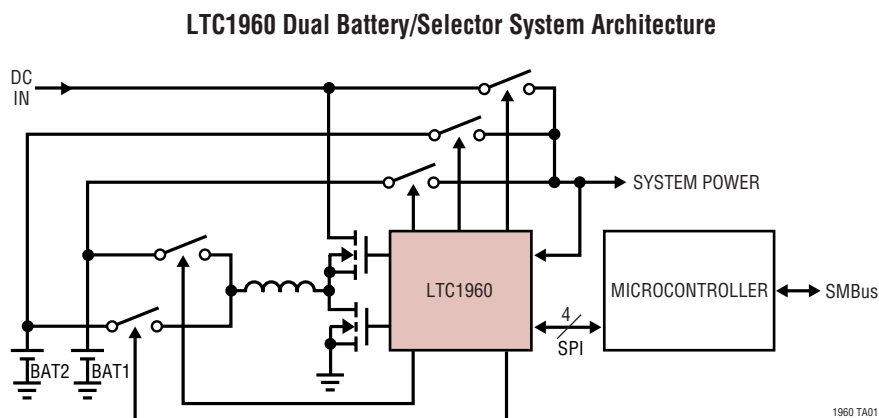 LTC1960 Dual Battery/Selector System Architecture
DC
IN
SYSTEM POWER
LTC1960
MICROCONTROLLER
SMBus
4
SPI
BAT2
BAT1
1960 TA01